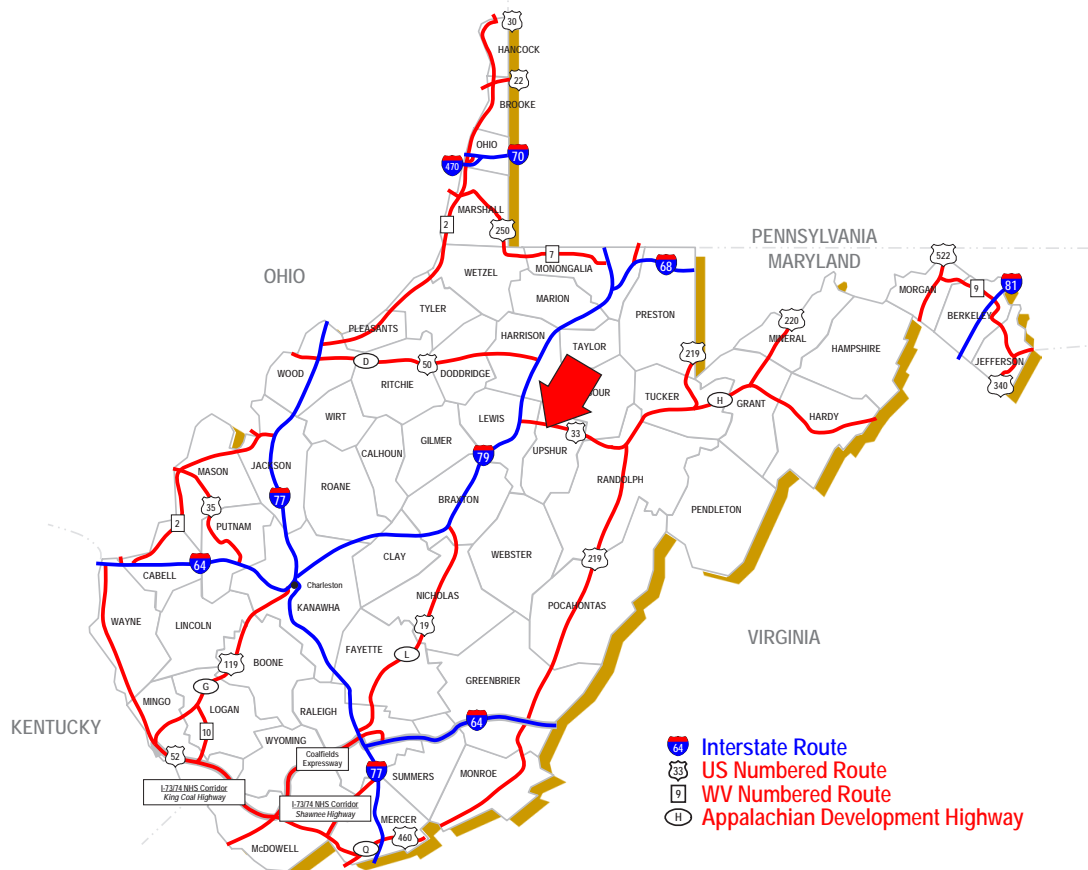 30
HANCOCK
22
BROOKE
OHIO
470
70
MARSHALL
2
250
PENNSYLVANIA
MARYLAND
OHIO
WETZEL
7
MONONGALIA
68
522
MORGAN
9
81
BERKELEY
JEFFERSON
340
TYLER
MARION
PRESTON
PLEASANTS
HARRISON
TAYLOR
220
MINERAL
HAMPSHIRE
WOOD
D
50
DODDRIDGE
RITCHIE
219
OUR
TUCKER
H
GRANT
HARDY
WIRT
LEWIS
GILMER
33
UPSHUR
CALHOUN
79
MASON
JACKSON
ROANE
RANDOLPH
BRAXTON
PENDLETON
77
35
2
PUTNAM
CLAY
WEBSTER
219
64
CABELL
Charleston
KANAWHA
NICHOLAS
POCAHONTAS
WAYNE
LINCOLN
19
VIRGINIA
119
BOONE
FAYETTE
L
GREENBRIER
G
MINGO
LOGAN
RALEIGH
KENTUCKY
10
WYOMING
64
52
Coalfields
Expressway
77
SUMMERS
MONROE
I-73/74 NHS Corridor
King Coal Highway
I-73/74 NHS Corridor
Shawnee Highway
MERCER
460
McDOWELL
Q
64 Interstate Route
33 US Numbered Route
9 WV Numbered Route
H Appalachian Development Highway